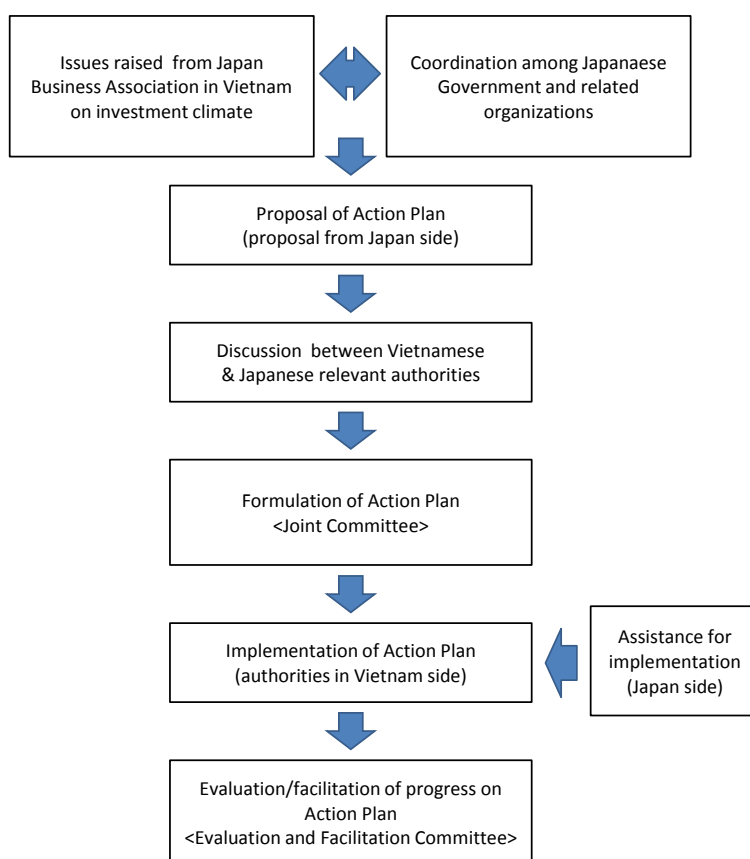 Issues raised from Japan
Business Association in Vietnam
on investment climate
Coordination among Japanaese
Government and related
organizations
Proposal of Action Plan
(proposal from Japan side)
Discussion between Vietnamese
& Japanese relevant authorities
Formulation of Action Plan
<Joint Committee>
Implementation of Action Plan
(authorities in Vietnam side)
Assistance for
implementation
(Japan side)
Evaluation/facilitation of progress on
Action Plan
<Evaluation and Facilitation Committee>